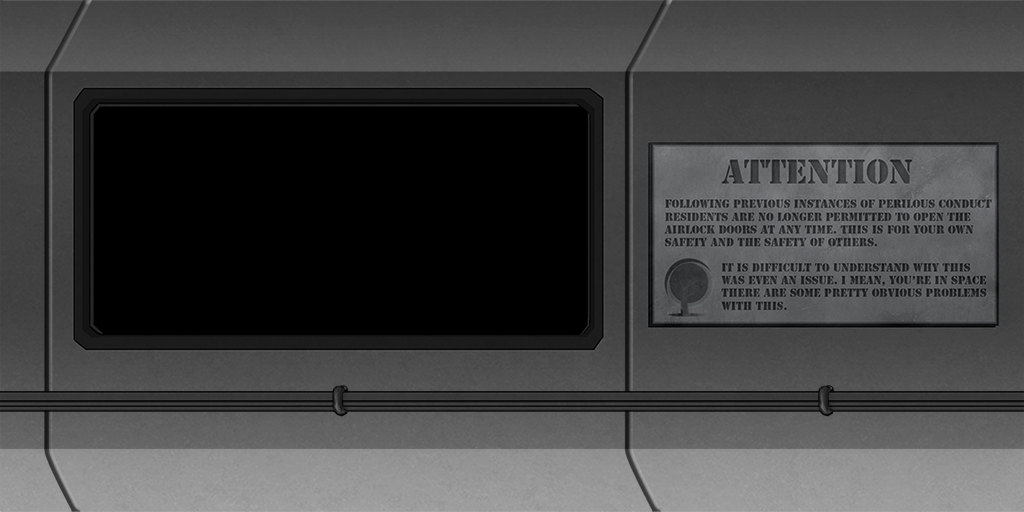 ATTENTION
FOLLOWING PREVIOUS INSTANCES OF PERILOUS CONDUCT
RESIDENTS ARE NO LONGER PERMITTED TO OPEN THE
AIRLOCK DOORS AT ANY TIME. THIS IS FOR YOUR OWN
SAFETY AND THE SAFETY OF OTHERS.
IT IS DIFFICULT TO UNDERSTAND WHY THIS
WAS EVEN AN ISSUE. I MEAN, YOU'RE IN SPACE
THERE ARE SOME PRETTY OBVIOUS PROBLEMS
WITH THIS.